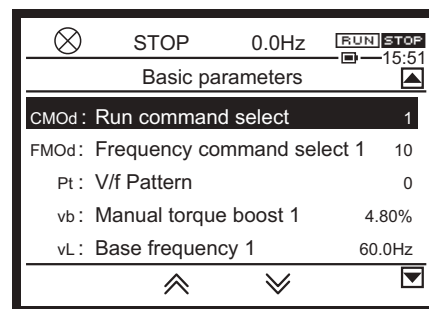 STOP 0.0Hz RUN STOP
15:51
Basic parameters
CMOd : Run command select 1
FMOd : Frequency command select 1 10
Pt : V/f Pattern 0
vb : Manual torque boost 1 4.80%
vL : Base frequency 1 60.0Hz